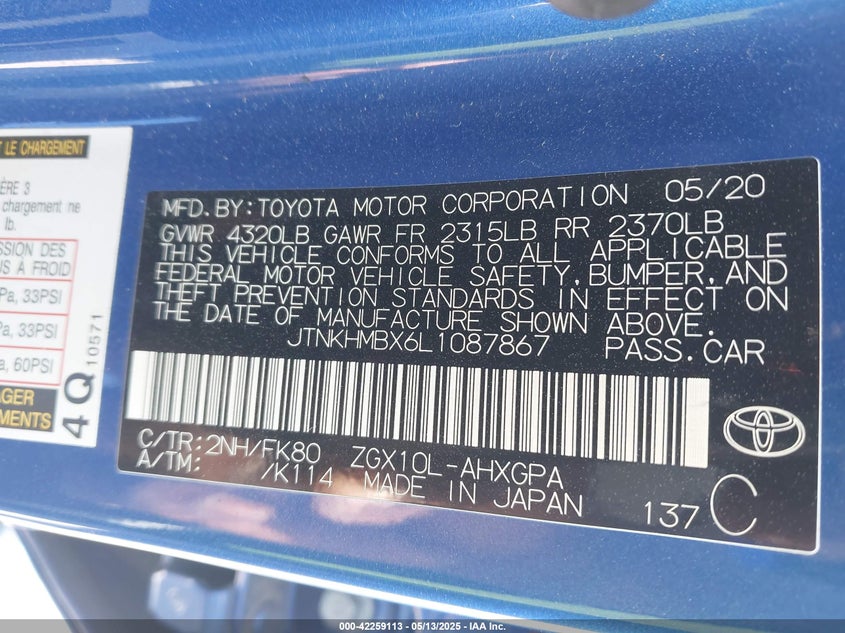 T LE CHARGEMENT
ÈRE 3
chargement ne
lb.
SSION DES
US À FROID
Pa, 33PSI
Pa, 33PSI
a, 60PSI
AGER
EMENTS
4Q 10571
MFD.BY:TOYOTA MOTOR CORPORATION 05/20
GVWR 4320LB GAWR FR 2315LB RR 2370LB
THIS VEHICLE CONFORMS TO ALL APPLICABLE
FEDERAL MOTOR VEHICLE SAFETY,BUMPER,AND
THEFT PREVENTION STANDARDS IN EFFECT ON
THE DATE OF MANUFACTURE SHOWN ABOVE.
JTNKHMBX6L1087867 PASS.CAR
C/TR: 2NH/FK80 ZGX10L-AHXGPA
A/TM: /K114 MADE IN JAPAN
137 C
000-42259113 - 05/13/2025 - IAA Inc.